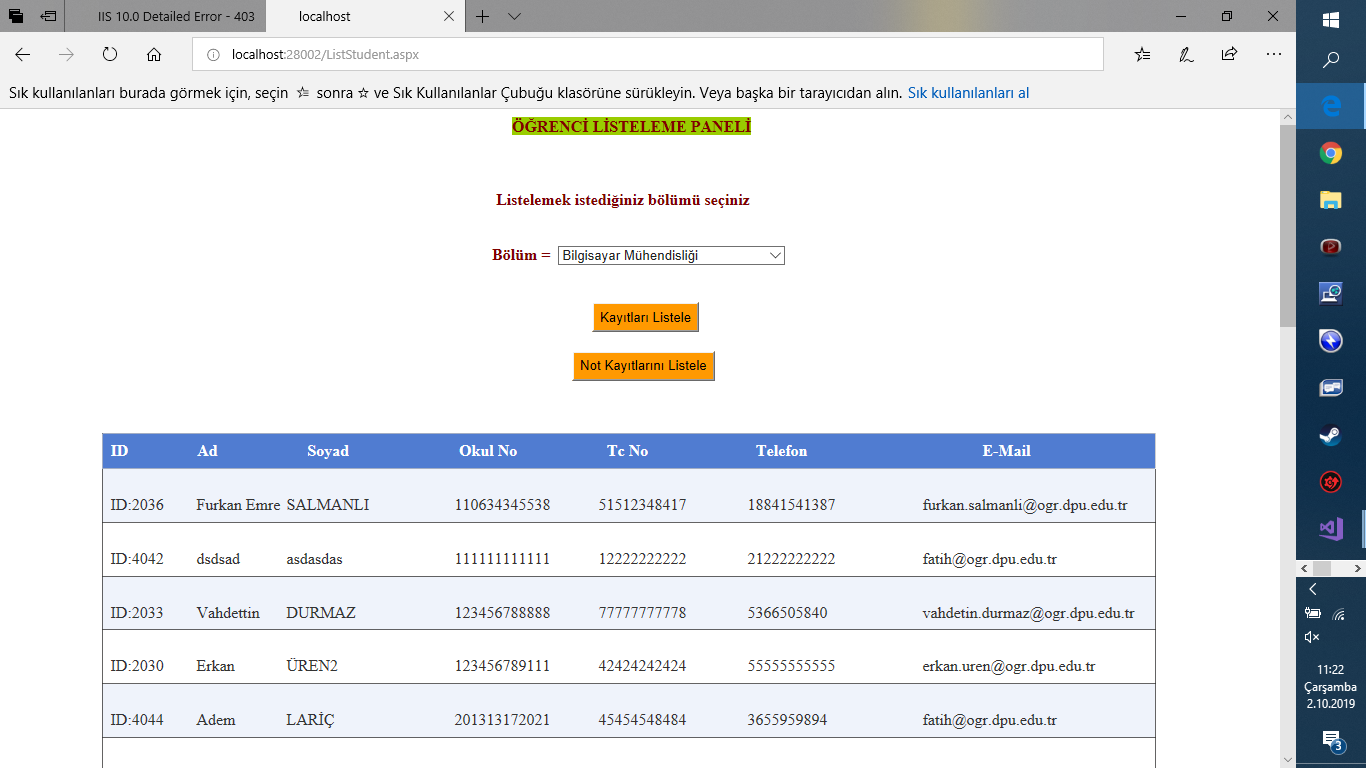 IIS 10.0 Detailed Error - 403
localhost
localhost:28002/ListStudent.aspx
Sık kullanılanları burada görmek için, seçin sonra ☆ ve Sık Kullanılanlar Çubuğu klasörüne sürükleyin. Veya başka bir tarayıcıdan alın. Sık kullanılanları al
ÖĞRENCİ LİSTELEME PANELİ
Listelemek istediğiniz bölümü seçiniz
Bölüm = Bilgisayar Mühendisliği
Kayıtları Listele
Not Kayıtlarını Listele
ID Ad Soyad Okul No Tc No Telefon E-Mail
ID:2036 Furkan Emre SALMANLI 110634345538 51512348417 18841541387 furkan.salmanli@ogr.dpu.edu.tr
ID:4042 dsdsad asdasdas 111111111111 12222222222 21222222222 fatih@ogr.dpu.edu.tr
ID:2033 Vahdettin DURMAZ 123456788888 77777777778 5366505840 vahdetin.durmaz@ogr.dpu.edu.tr
ID:2030 Erkan ÜREN2 123456789111 42424242424 55555555555 erkan.uren@ogr.dpu.edu.tr
ID:4044 Adem LARİÇ 201313172021 45454548484 3655959894 fatih@ogr.dpu.edu.tr
11:22
Çarşamba
2.10.2019
3